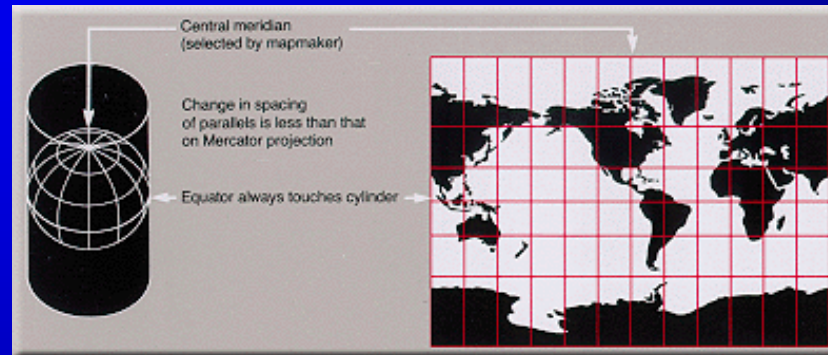 Central meridian
(selected by mapmaker)
Change in spacing
of parallels is less than that
on Mercator projection
Equator always touches cylinder